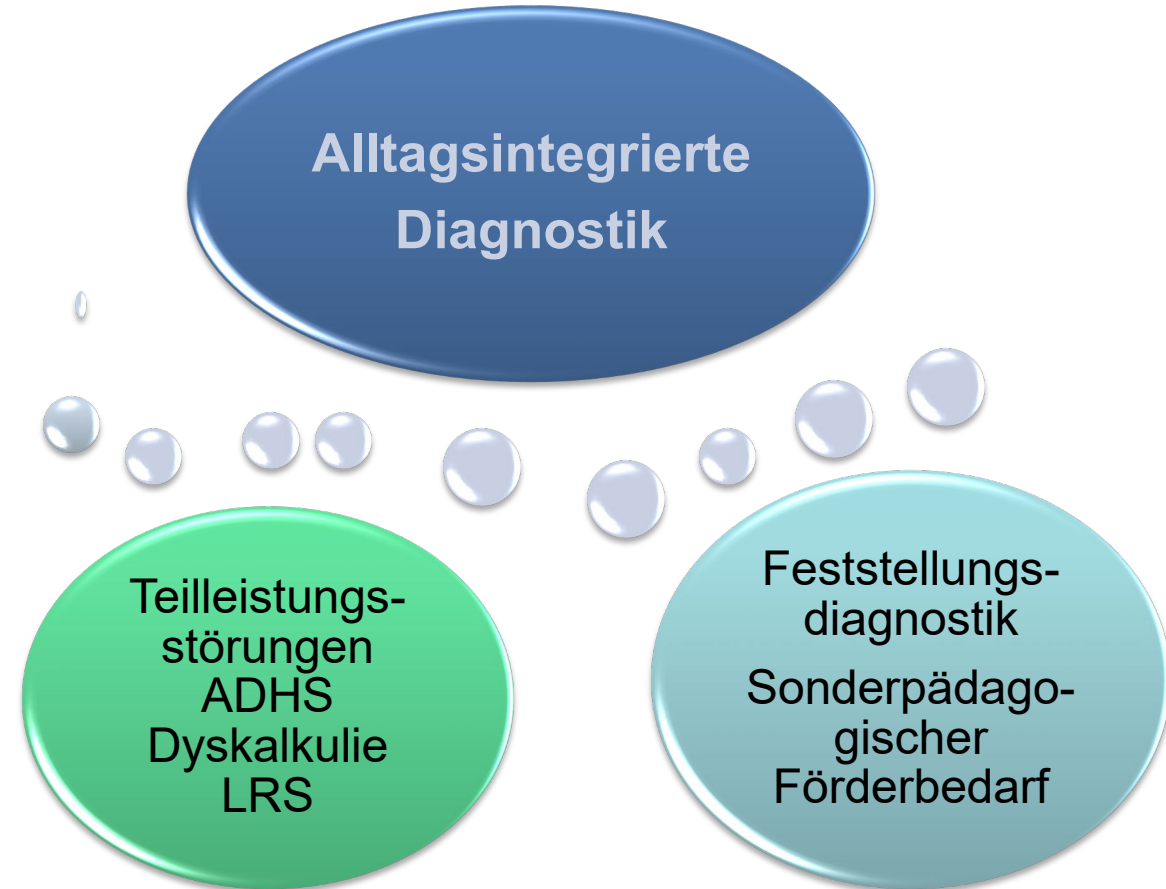 Alltagsintegrierte
Diagnostik
Teilleistungs-
störungen
ADHS
Dyskalkulie
LRS
Feststellungs-
diagnostik
Sonderpädago-
gischer
Förderbedarf